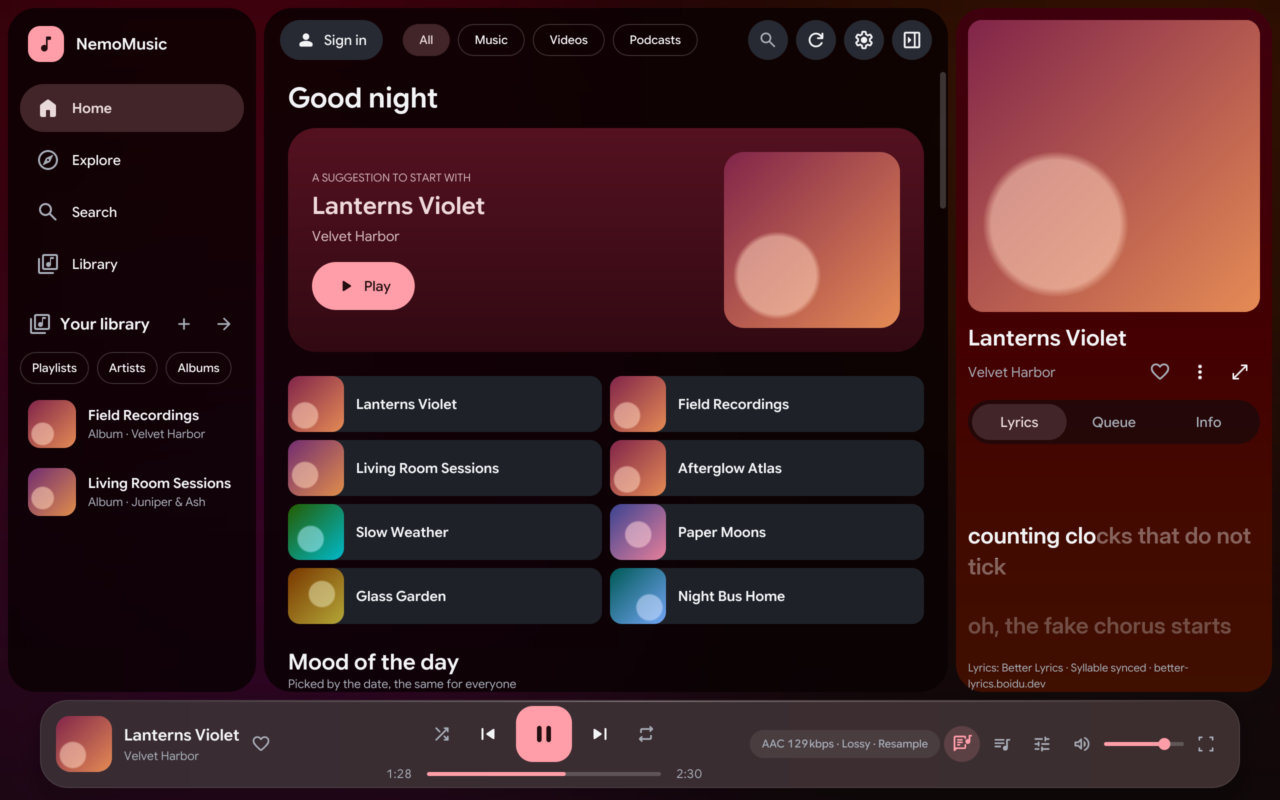 NemoMusic
Home
Explore
Search
Library
Your library
Playlists
Artists
Albums
Field Recordings
Album · Velvet Harbor
Living Room Sessions
Album · Juniper & Ash
Sign in
All
Music
Videos
Podcasts
Good night
A SUGGESTION TO START WITH
Lanterns Violet
Velvet Harbor
Play
Lanterns Violet
Field Recordings
Living Room Sessions
Afterglow Atlas
Slow Weather
Paper Moons
Glass Garden
Night Bus Home
Mood of the day
Picked by the date, the same for everyone
Lanterns Violet
Velvet Harbor
Lyrics
Queue
Info
counting clocks that do not
tick
oh, the fake chorus starts
Lyrics: Better Lyrics · Syllable synced · better-
lyrics.boidu.dev
Lanterns Violet
Velvet Harbor
1:28
2:30
AAC 129kbps · Lossy · Resample